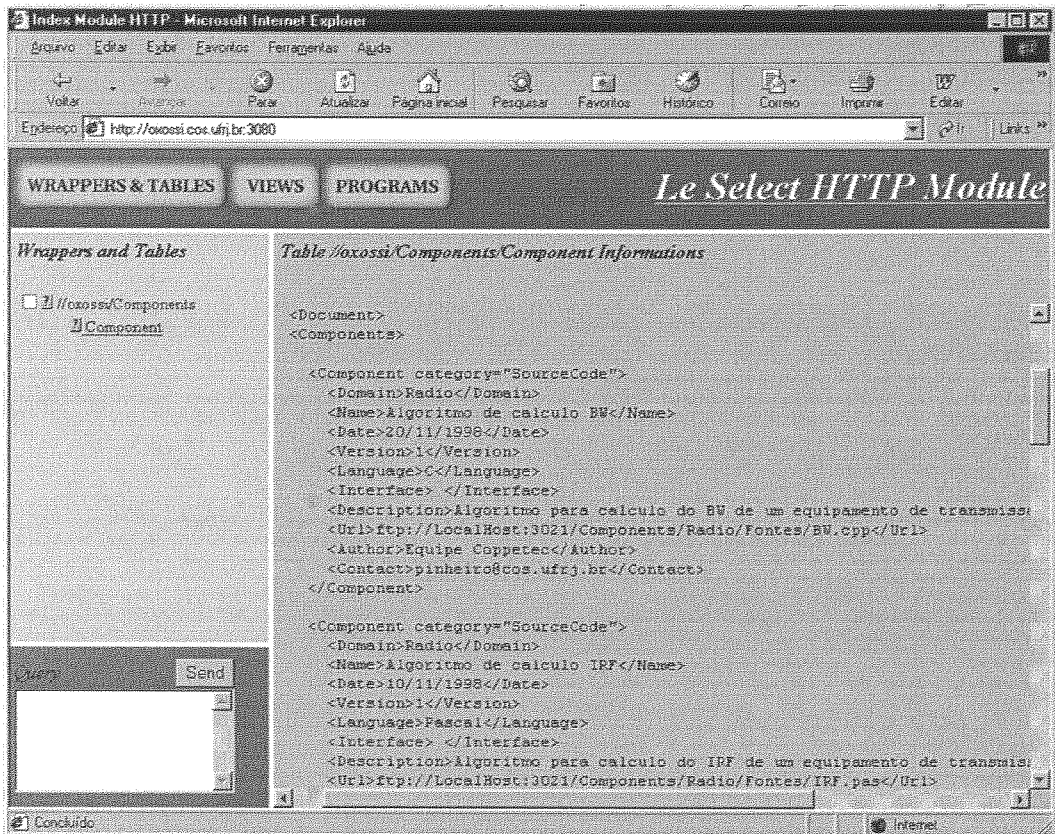 Index Module HTTP - Microsoft Internet Explorer
Arquivo Editar Exibir Favoritos Ferramentas Ajuda
Voltar Avançar Parar Atualizar Página inicial Pesquisar Favoritos Histórico Correio Imprimir Editar
Endereço http://oxossi.cos.ufrj.br:3080 Ir Links
WRAPPERS & TABLES VIEWS PROGRAMS Le Select HTTP Module
Wrappers and Tables
//oxossi/Components
Component
Query Send
Table //oxossi/Components/Component Informations
<Document>
<Components>
<Component category="SourceCode">
<Domain>Radio</Domain>
<Name>Algoritmo de calculo BW</Name>
<Date>20/11/1998</Date>
<Version>1</Version>
<Language>C</Language>
<Interface> </Interface>
<Description>Algoritmo para calculo do BW de um equipamento de transmiss
<Url>ftp://LocalHost:3021/Components/Radio/Fontes/BW.cpp</Url>
<Author>Equipe Coppetec</Author>
<Contact>pinheiro@cos.ufrj.br</Contact>
</Component>
<Component category="SourceCode">
<Domain>Radio</Domain>
<Name>Algoritmo de calculo IRF</Name>
<Date>10/11/1998</Date>
<Version>1</Version>
<Language>Pascal</Language>
<Interface> </Interface>
<Description>Algoritmo para calculo do IRF de um equipamento de transmis
<Url>ftp://LocalHost:3021/Components/Radio/Fontes/IRF.pas</Url>
Concluído Internet